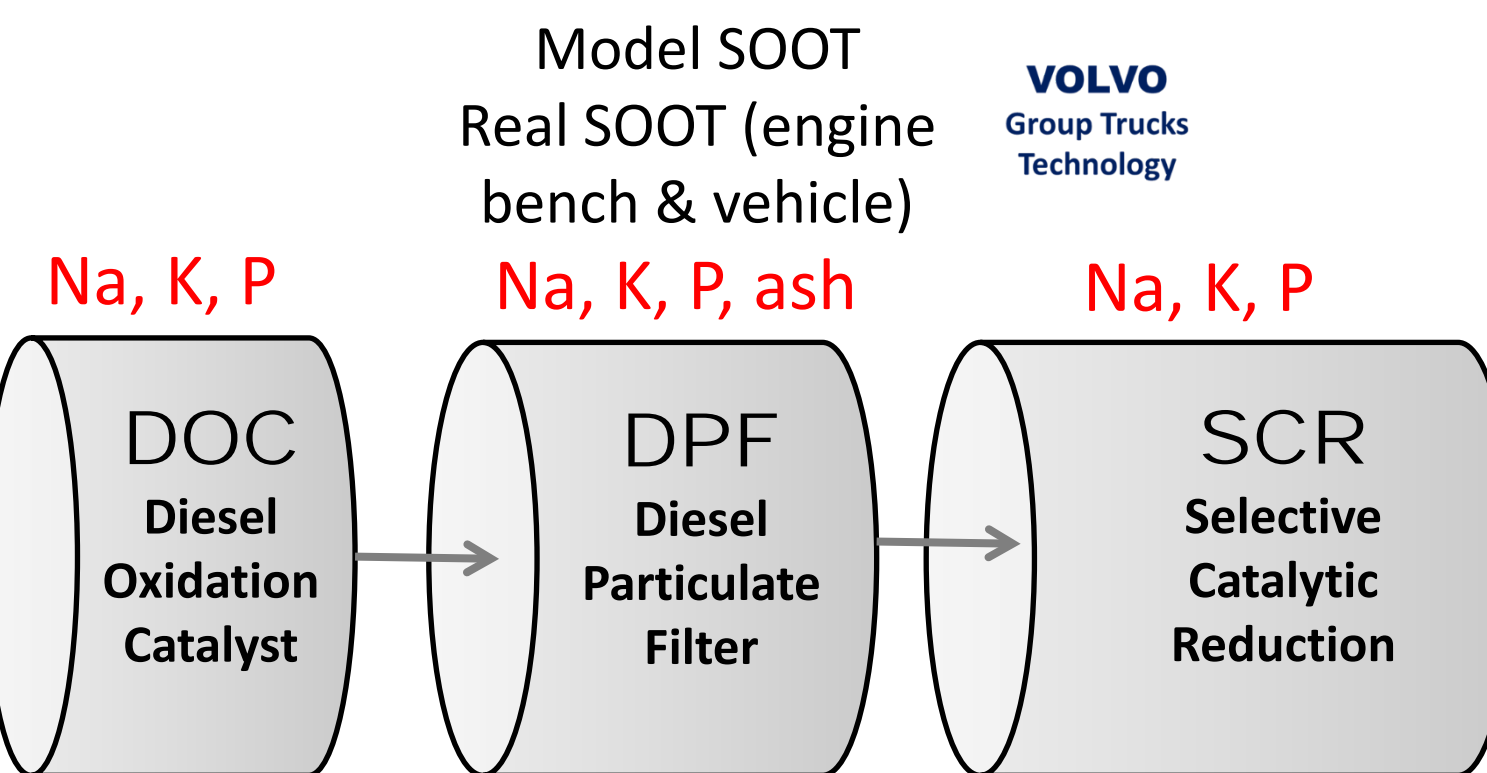 Model SOOT
Real SOOT (engine
bench & vehicle)
VOLVO
Group Trucks
Technology
Na, K, P
Na, K, P, ash
Na, K, P
DOC
Diesel
Oxidation
Catalyst
DPF
Diesel
Particulate
Filter
SCR
Selective
Catalytic
Reduction